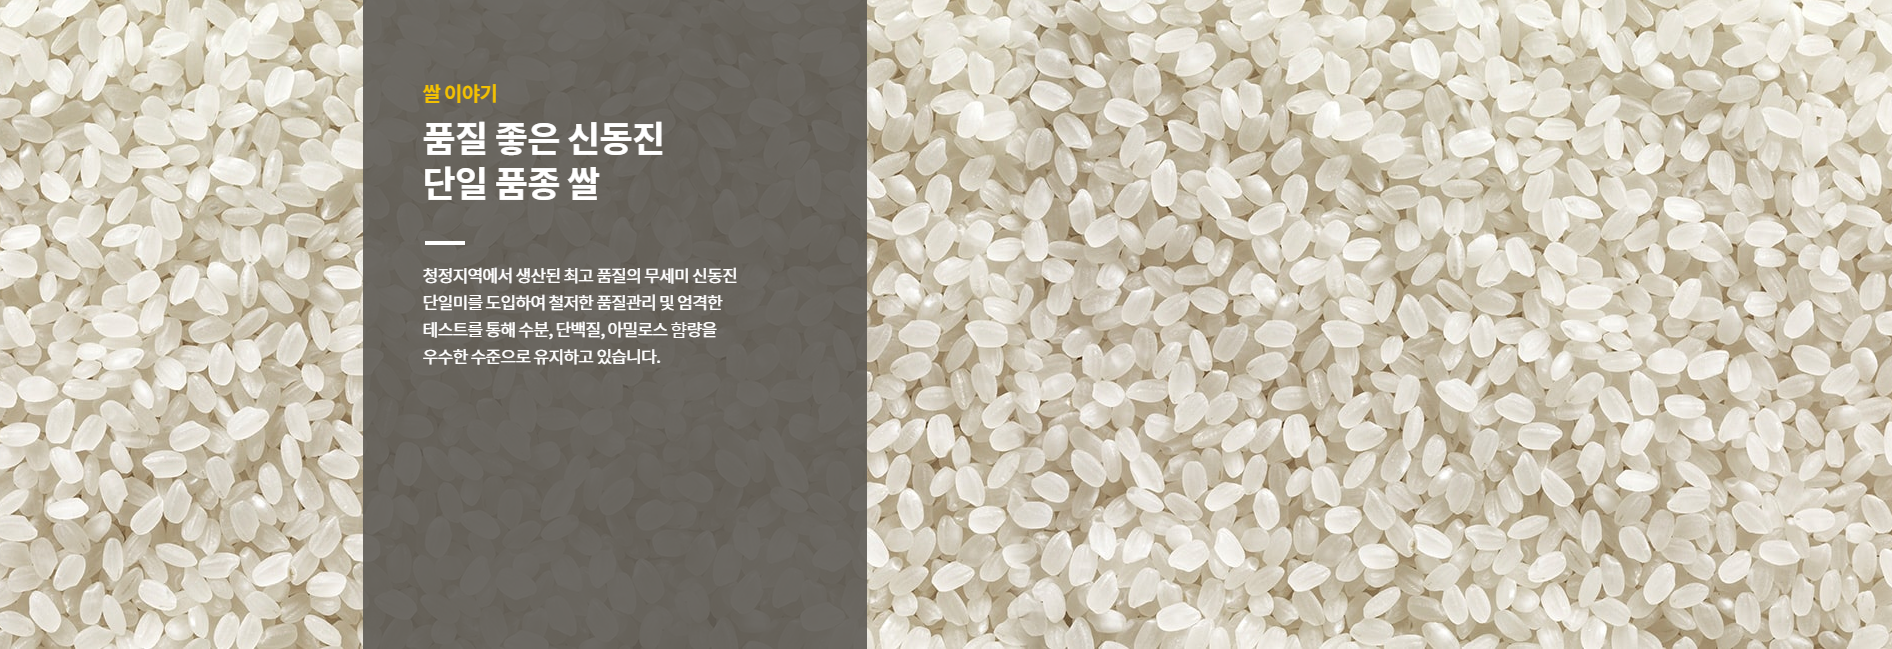 쌀 이야기
품질 좋은 신동진
단일 품종 쌀
청정지역에서 생산된 최고 품질의 무세미 신동진
단일미를 도입하여 철저한 품질관리 및 엄격한
테스트를 통해 수분, 단백질, 아밀로스 함량을
우수한 수준으로 유지하고 있습니다.